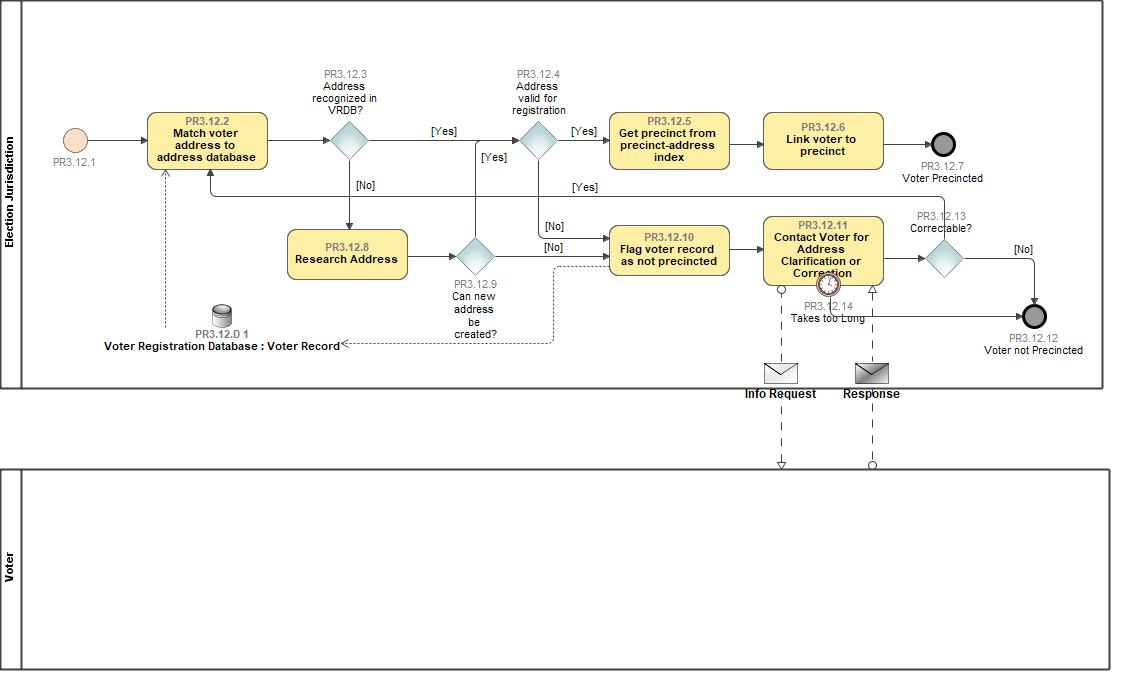 Election Jurisdiction
PR3.12.1
PR3.12.2
Match voter
address to
address database
PR3.12.3
Address
recognized in
VRDB?
[Yes]
[No]
PR3.12.4
Address
valid for
registration
[Yes]
[Yes]
[No]
PR3.12.5
Get precinct from
precinct-address
index
PR3.12.6
Link voter to
precinct
PR3.12.7
Voter Precincted
[Yes]
PR3.12.8
Research Address
PR3.12.9
Can new
address
be
created?
[No]
PR3.12.10
Flag voter record
as not precincted
PR3.12.11
Contact Voter for
Address
Clarification or
Correction
PR3.12.13
Correctable?
[No]
PR3.12.14
Takes too Long
PR3.12.12
Voter not Precincted
PR3.12.D 1
Voter Registration Database : Voter Record
Info Request
Response
Voter